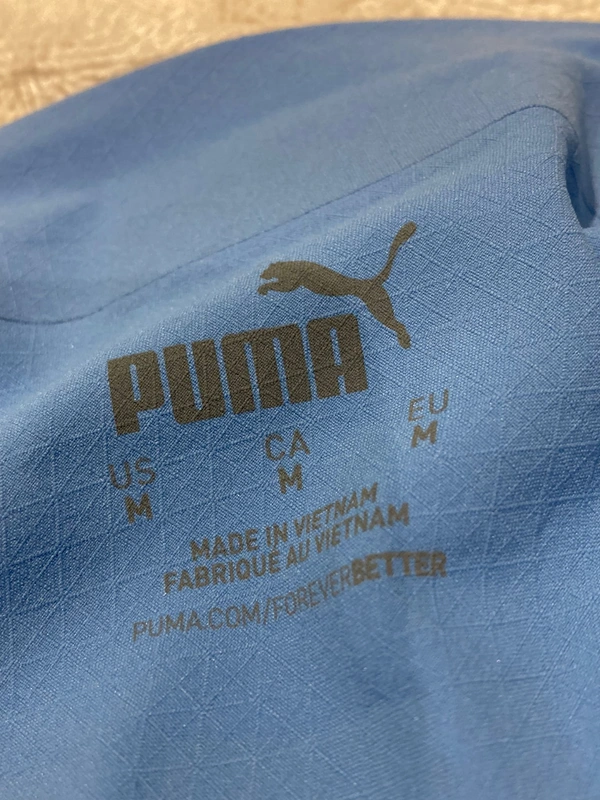 PUMA
US CA EU
M M M
MADE IN VIETNAM
FABRIQUÉ AU VIETNAM
PUMA.COM/FOREVERBETTER